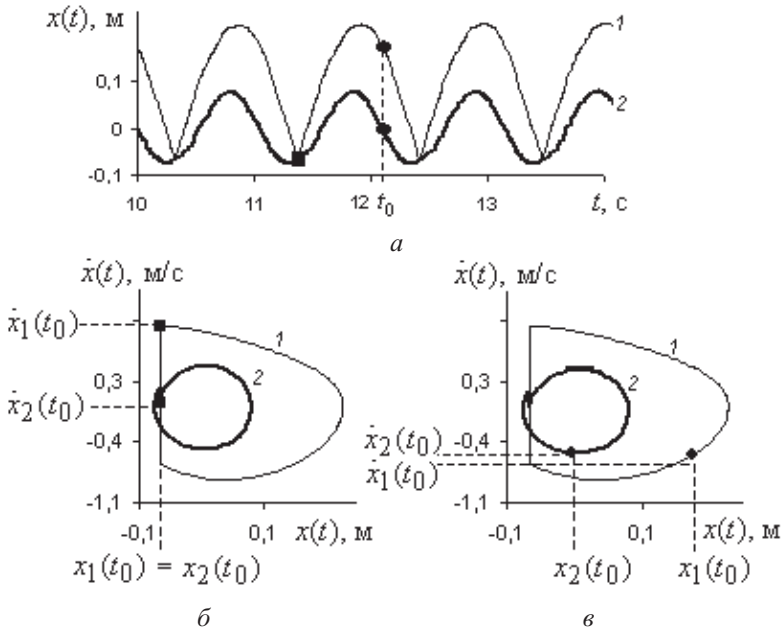 x(t), м
1
0,1
2
0
-0,1
10
11
12
t₀
13
t, с
а
ẋ(t), м/с
ẋ₁(t₀)
1
0,3
2
ẋ₂(t₀)
-0,4
-1,1
-0,1
0,1
x(t), м
x₁(t₀) = x₂(t₀)
б
ẋ(t), м/с
1
0,3
2
ẋ₂(t₀)
-0,4
ẋ₁(t₀)
-1,1
-0,1
0,1
x(t), м
x₂(t₀)
x₁(t₀)
в